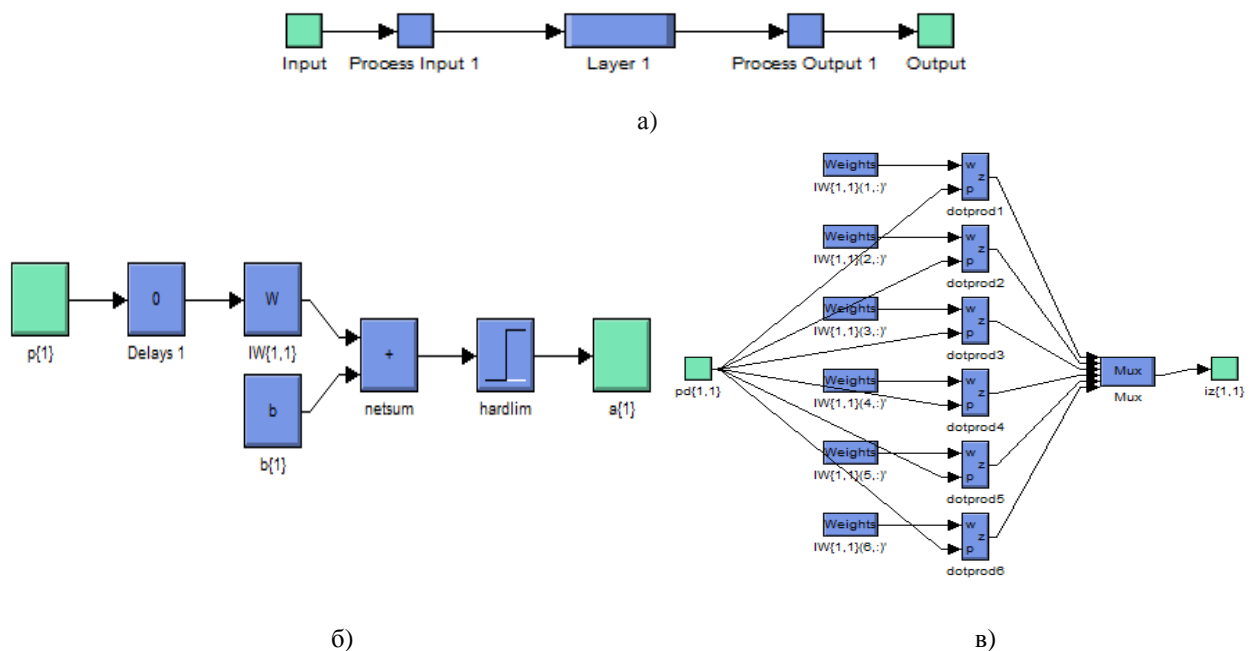 Input
Process Input 1
Layer 1
Process Output 1
Output
а)
0
W
b
+
p{1}
Delays 1
IW{1,1}
b{1}
netsum
hardlim
a{1}
б)
Weights
IW{1,1}(1,:)'
w
z
p
dotprod1
Weights
IW{1,1}(2,:)'
w
z
p
dotprod2
Weights
IW{1,1}(3,:)'
w
z
p
dotprod3
Weights
IW{1,1}(4,:)'
w
z
p
dotprod4
Weights
IW{1,1}(5,:)'
w
z
p
dotprod5
Weights
IW{1,1}(6,:)'
w
z
p
dotprod6
pd{1,1}
Mux
Mux
iz{1,1}
в)